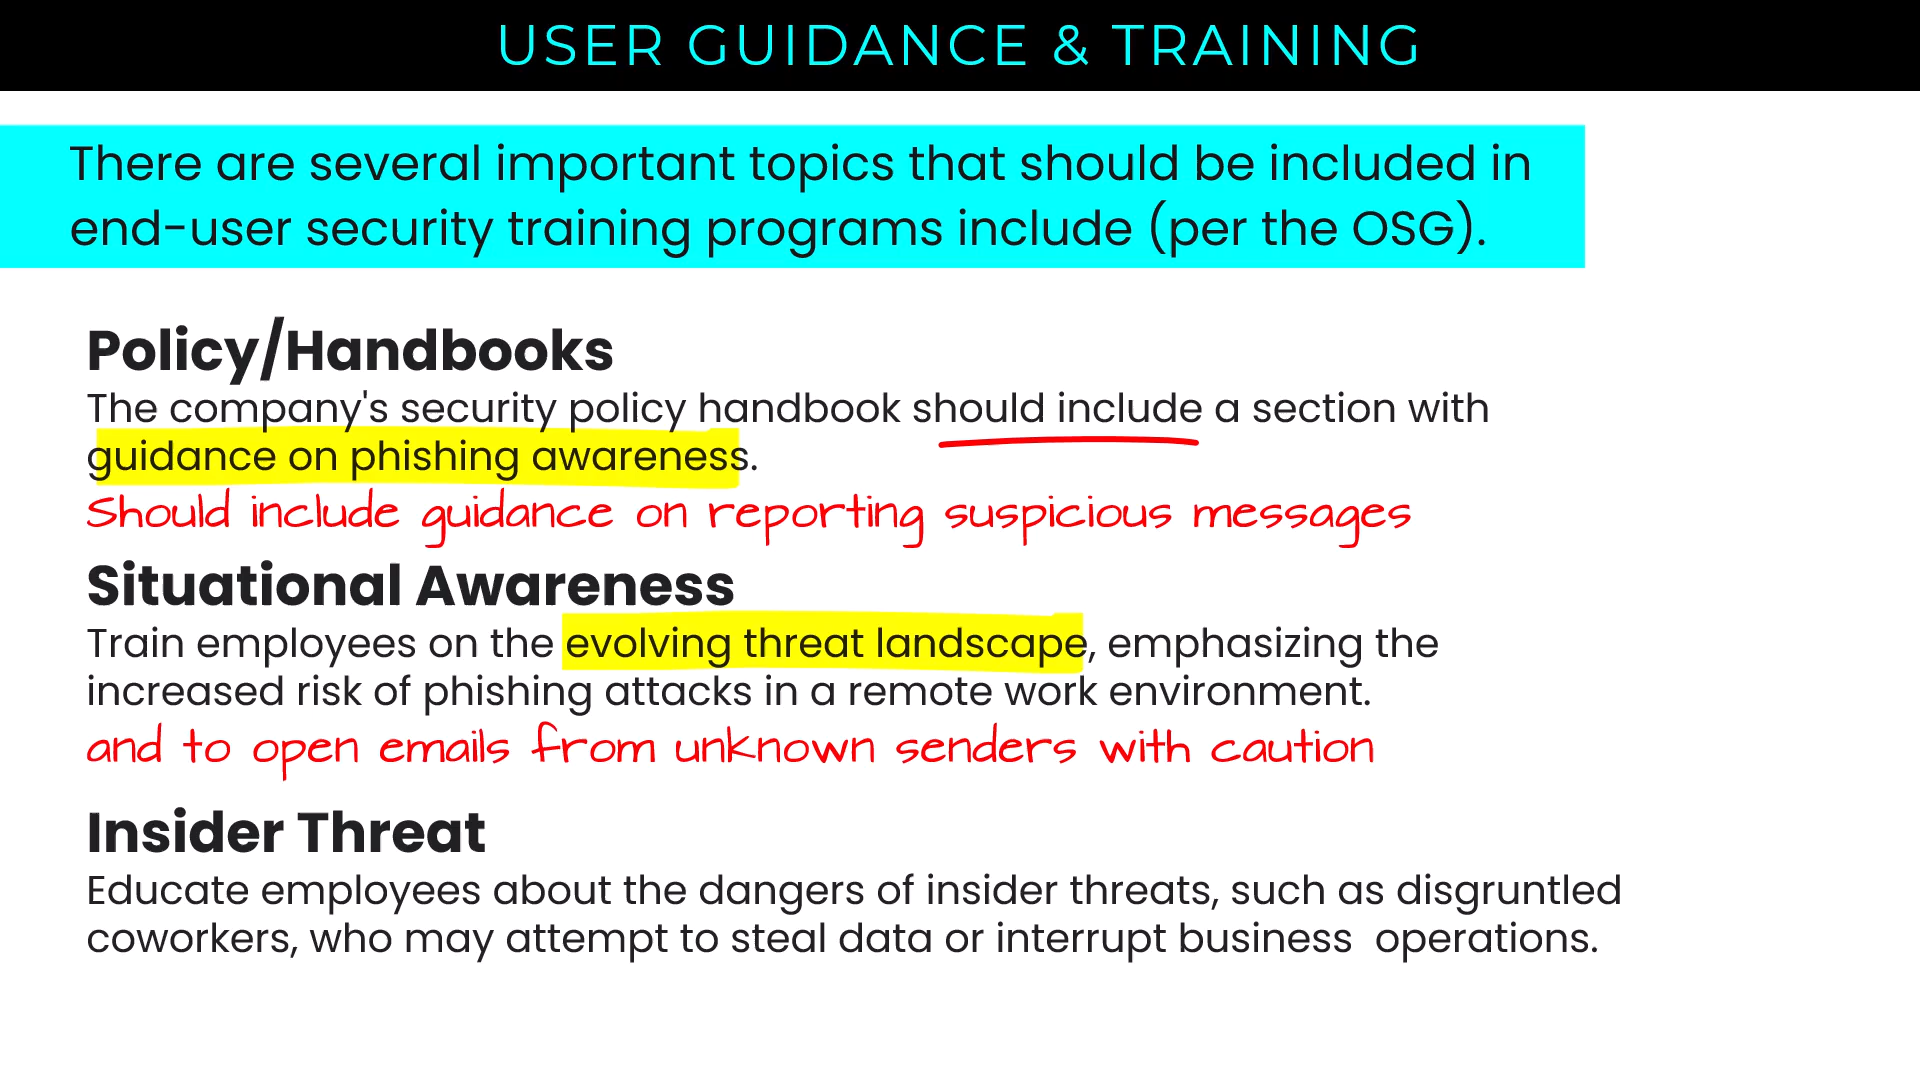 USER GUIDANCE & TRAINING
There are several important topics that should be included in
end-user security training programs include (per the OSG).
Policy/Handbooks
The company's security policy handbook should include a section with
guidance on phishing awareness.
Should include guidance on reporting suspicious messages
Situational Awareness
Train employees on the evolving threat landscape, emphasizing the
increased risk of phishing attacks in a remote work environment.
and to open emails from unknown senders with caution
Insider Threat
Educate employees about the dangers of insider threats, such as disgruntled
coworkers, who may attempt to steal data or interrupt business  operations.